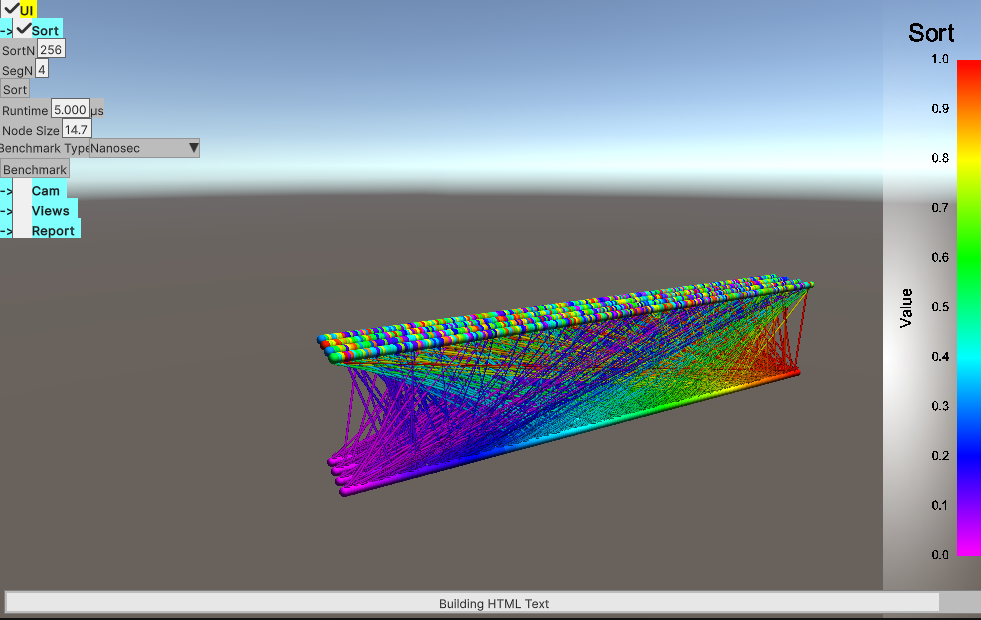 UI
-> Sort
SortN 256
SegN 4
Sort
Runtime 5.000 µs
Node Size 14.7
Benchmark Type Nanosec
Benchmark
-> Cam
-> Views
-> Report
Sort
1.0
0.9
0.8
0.7
0.6
0.5
0.4
0.3
0.2
0.1
0.0
Value
Building HTML Text